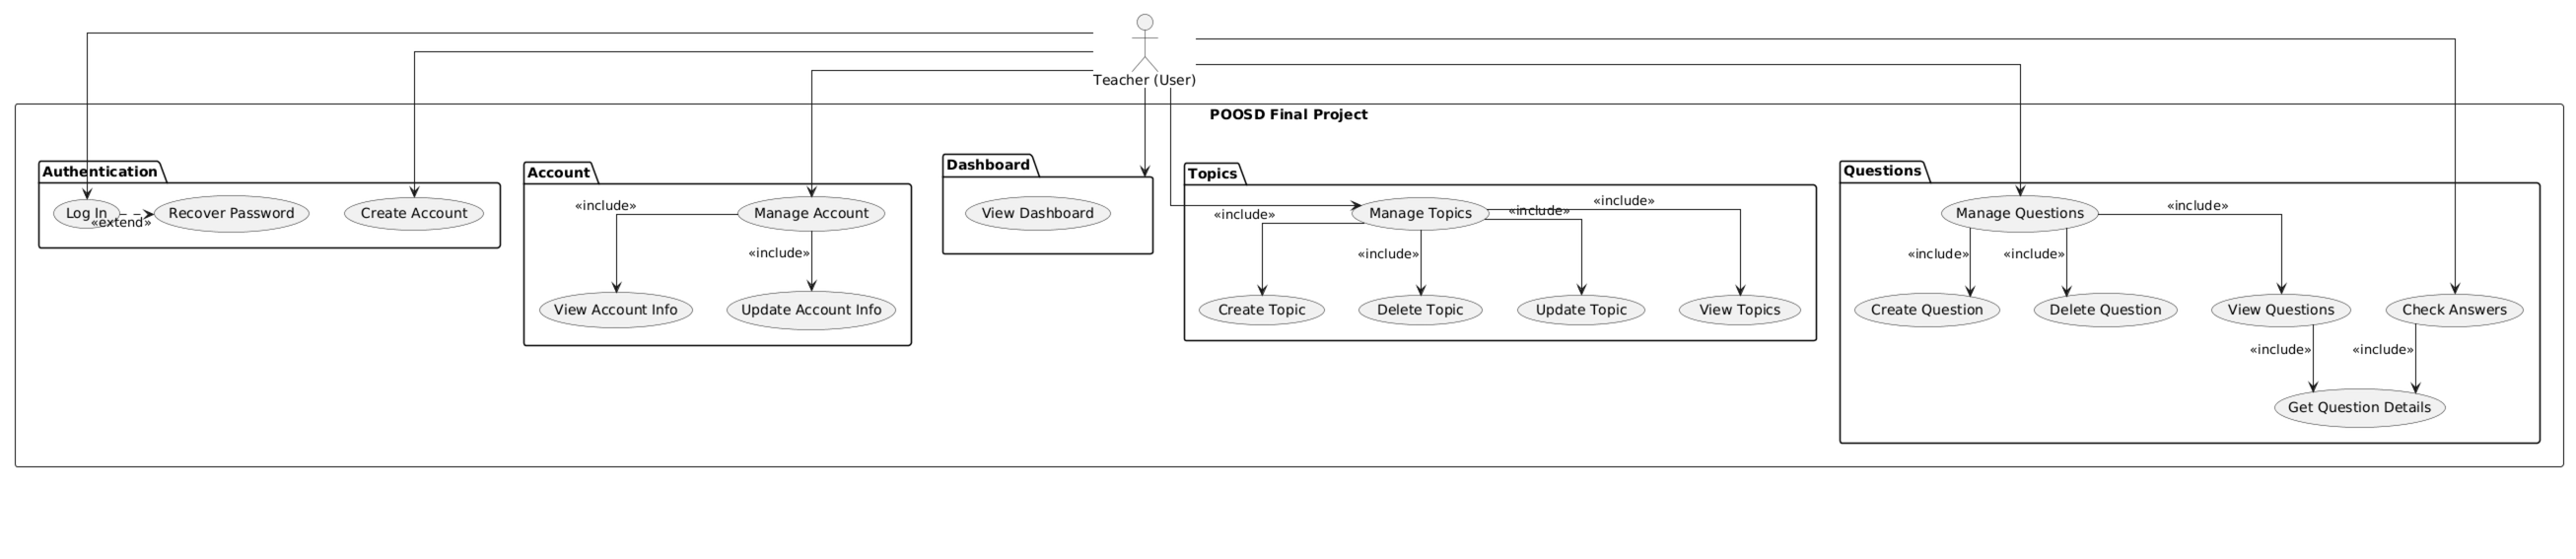 Teacher (User)
POOSD Final Project
Authentication
Log In
«extend»
Recover Password
Create Account
Account
Manage Account
«include»
«include»
View Account Info
Update Account Info
Dashboard
View Dashboard
Topics
Manage Topics
«include»
«include»
«include»
«include»
Create Topic
Delete Topic
Update Topic
View Topics
Questions
Manage Questions
«include»
«include»
«include»
Create Question
Delete Question
View Questions
Check Answers
«include»
«include»
Get Question Details